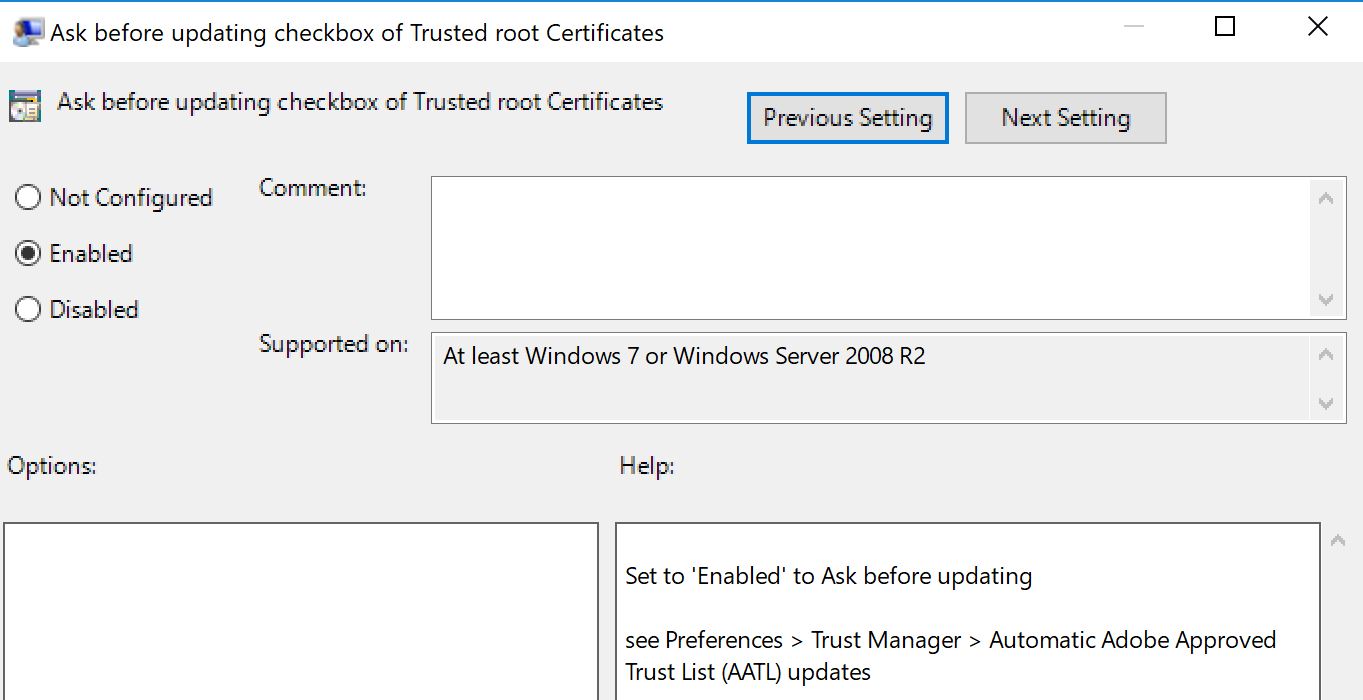 Ask before updating checkbox of Trusted root Certificates
Ask before updating checkbox of Trusted root Certificates
Previous Setting
Next Setting
Not Configured
Comment:
Enabled
Disabled
Supported on:
At least Windows 7 or Windows Server 2008 R2
Options:
Help:
Set to 'Enabled' to Ask before updating
see Preferences > Trust Manager > Automatic Adobe Approved
Trust List (AATL) updates